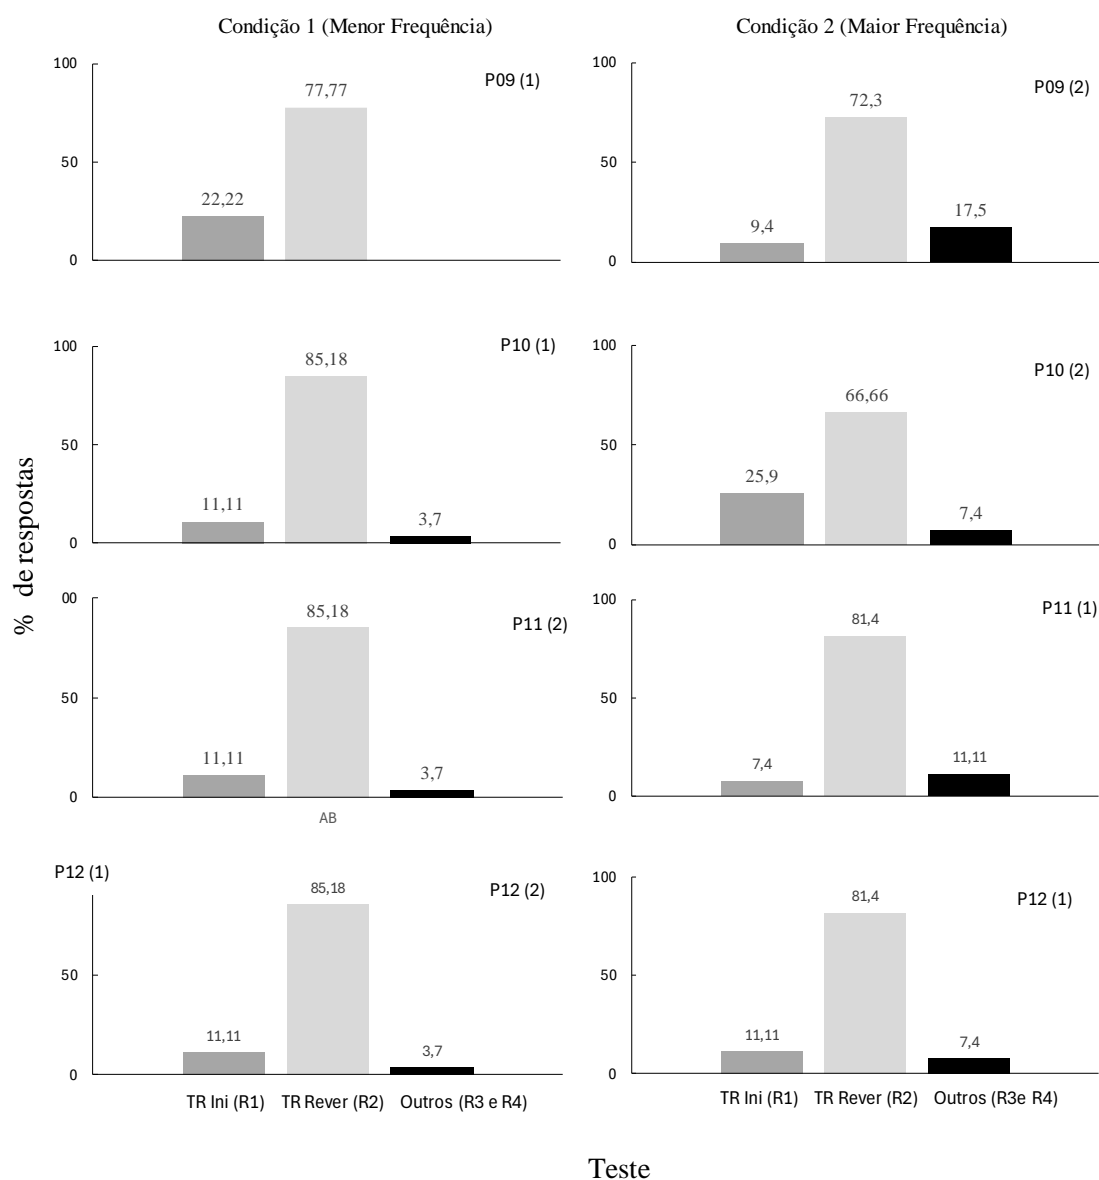 Condição 1 (Menor Frequência)
Condição 2 (Maior Frequência)
100
50
0
P09 (1)
22,22
77,77
100
50
0
P09 (2)
9,4
72,3
17,5
100
50
0
P10 (1)
11,11
85,18
3,7
100
50
0
P10 (2)
25,9
66,66
7,4
% de respostas
00
50
0
P11 (2)
11,11
85,18
3,7
AB
100
50
0
P11 (1)
7,4
81,4
11,11
P12 (1)
50
0
P12 (2)
11,11
85,18
3,7
TR Ini (R1) TR Rever (R2) Outros (R3 e R4)
100
50
0
P12 (1)
11,11
81,4
7,4
TR Ini (R1) TR Rever (R2) Outros (R3e R4)
Teste